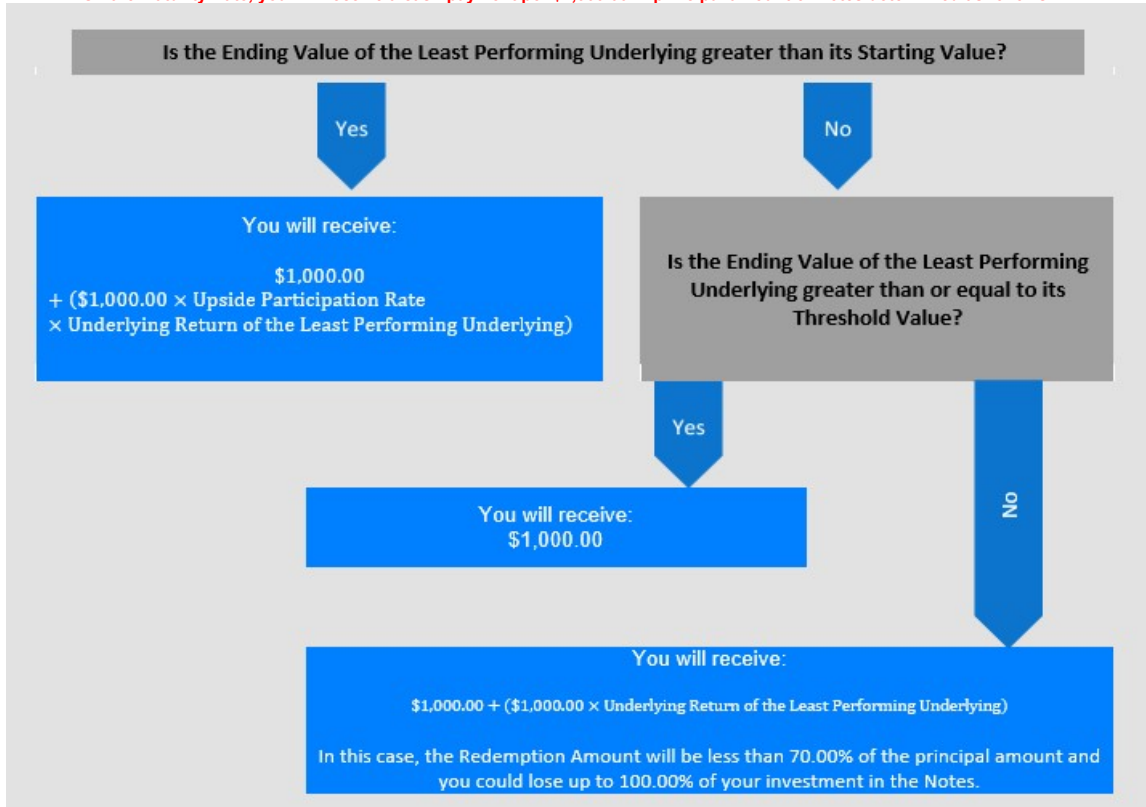 Is the Ending Value of the Least Performing Underlying greater than its Starting Value?
Yes
No
You will receive:
$1,000.00
+ ($1,000.00 × Upside Participation Rate
× Underlying Return of the Least Performing Underlying)
Is the Ending Value of the Least Performing
Underlying greater than or equal to its
Threshold Value?
Yes
No
You will receive:
$1,000.00
You will receive:
$1,000.00 + ($1,000.00 × Underlying Return of the Least Performing Underlying)
In this case, the Redemption Amount will be less than 70.00% of the principal amount and
you could lose up to 100.00% of your investment in the Notes.